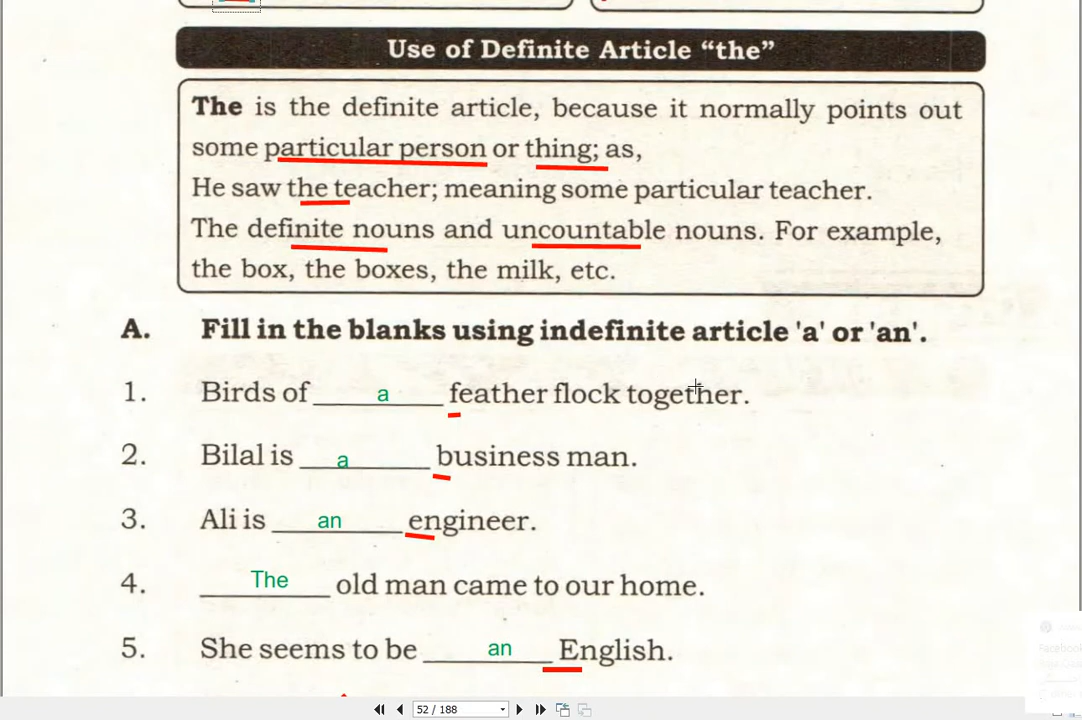 Use of Definite Article “the”
The is the definite article, because it normally points out
some particular person or thing; as,
He saw the teacher; meaning some particular teacher.
The definite nouns and uncountable nouns. For example,
the box, the boxes, the milk, etc.
A. Fill in the blanks using indefinite article 'a' or 'an'.
1. Birds of a feather flock together.
2. Bilal is a business man.
3. Ali is an engineer.
4. The old man came to our home.
5. She seems to be an English.
52 / 188